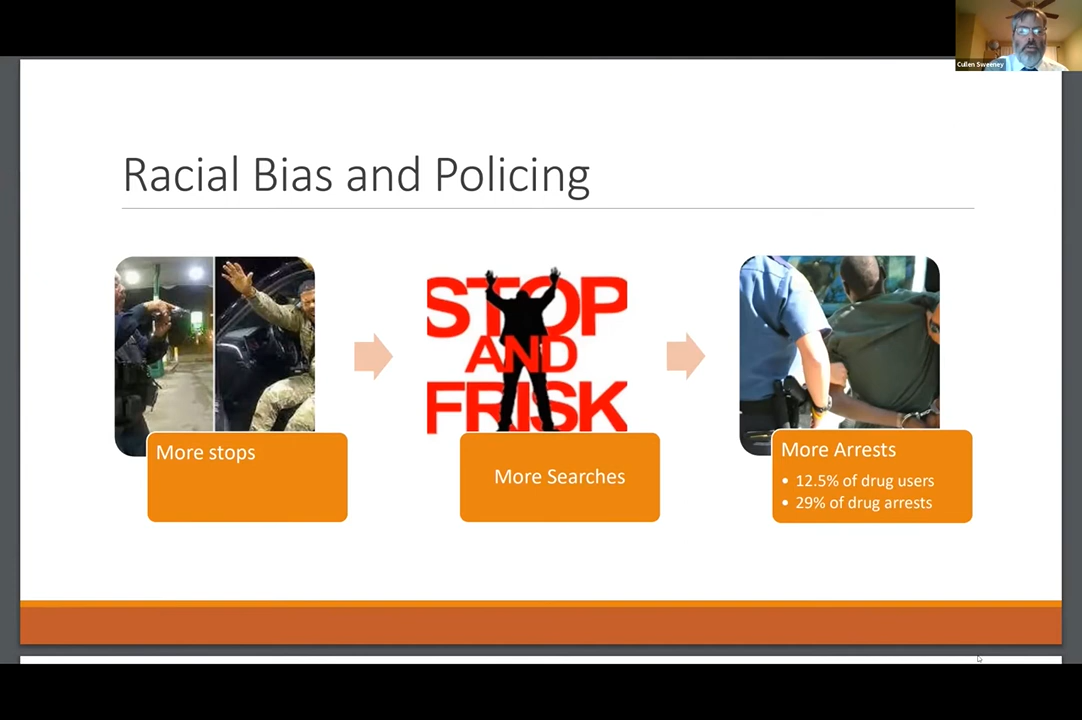 Cullen Sweeney
Racial Bias and Policing
STOP
AND
FRISK
More stops
More Searches
More Arrests
• 12.5% of drug users
• 29% of drug arrests